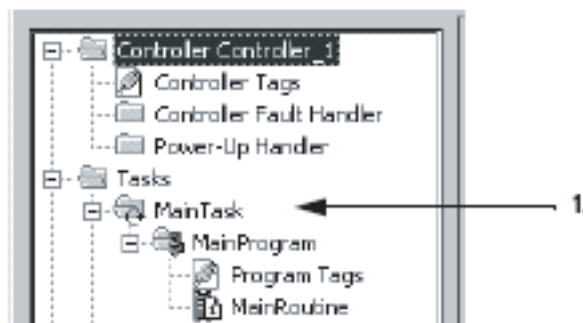 Controller Controller_1
Controller Tags
Controller Fault Handler
Power-Up Handler
Tasks
MainTask
1.
MainProgram
Program Tags
MainRoutine